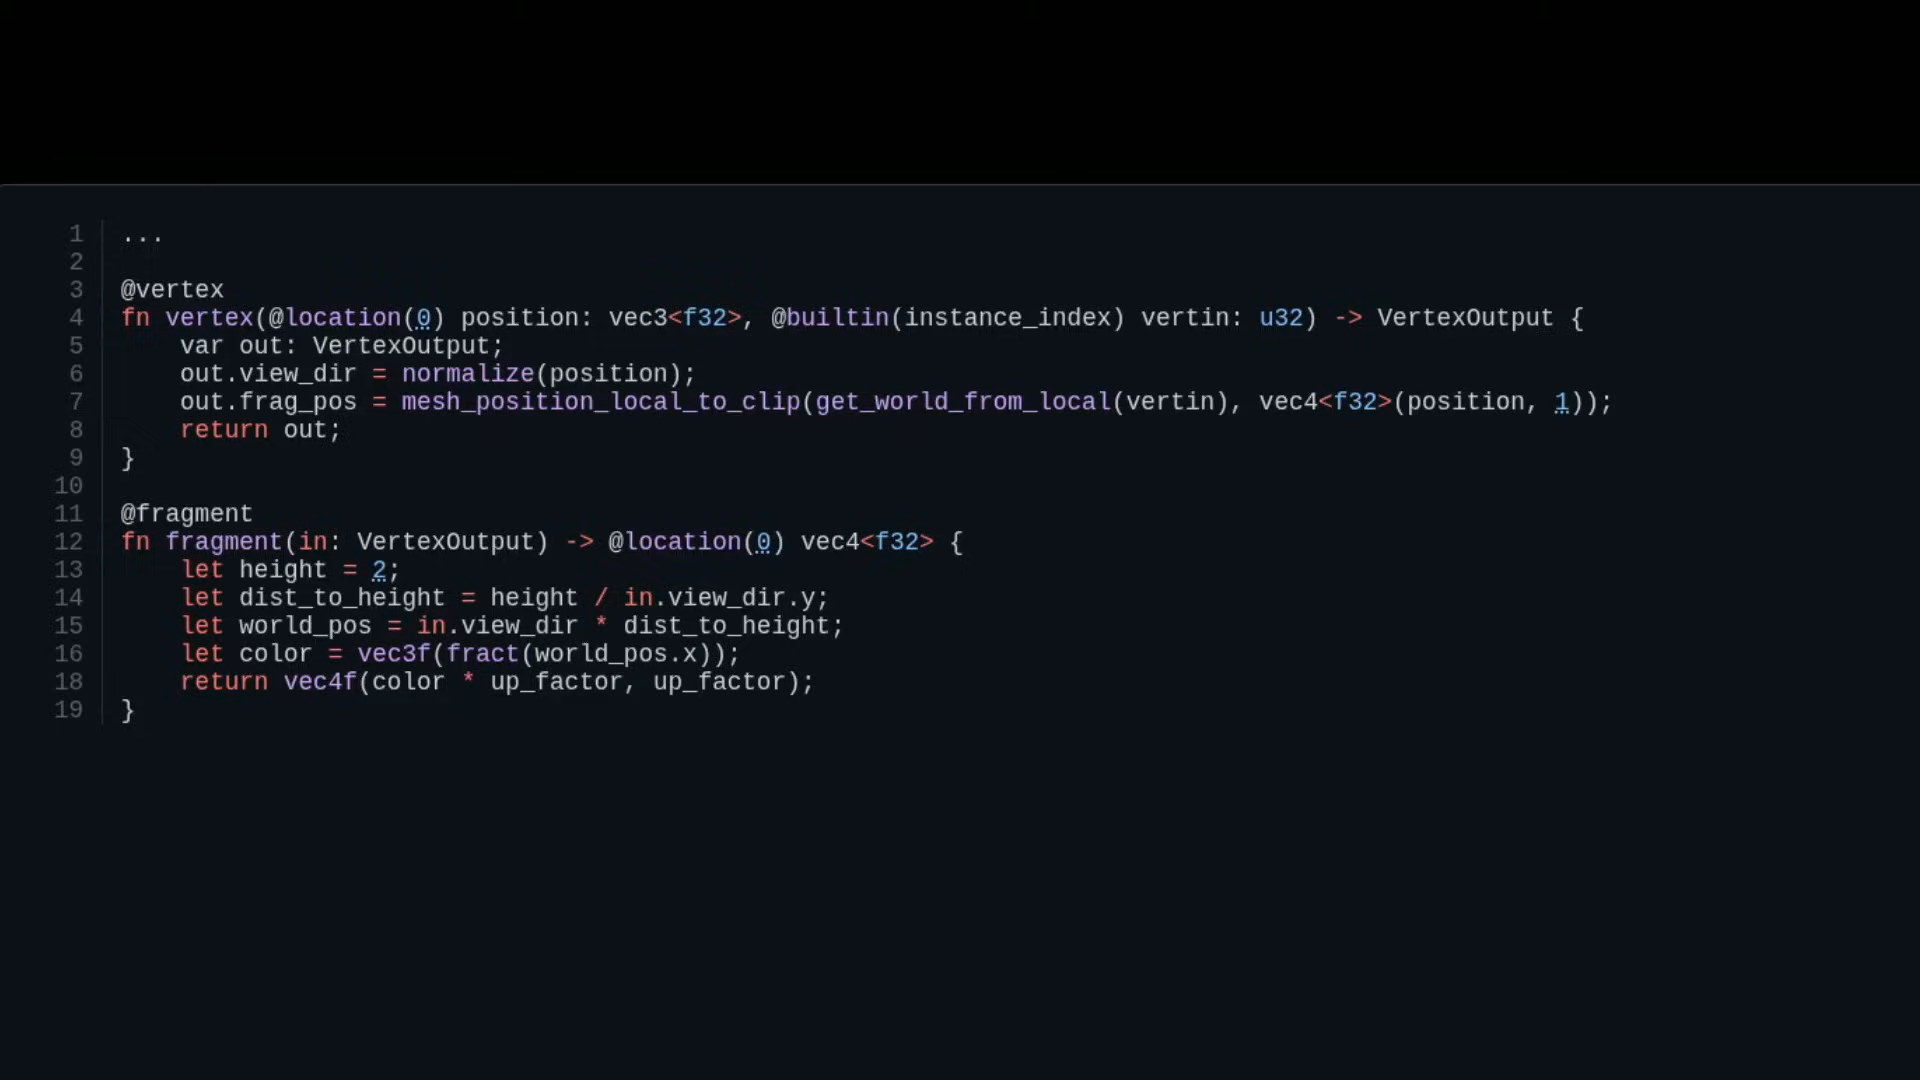 1 ...
2
3 @vertex
4 fn vertex(@location(0) position: vec3<f32>, @builtin(instance_index) vertin: u32) -> VertexOutput {
5     var out: VertexOutput;
6     out.view_dir = normalize(position);
7     out.frag_pos = mesh_position_local_to_clip(get_world_from_local(vertin), vec4<f32>(position, 1));
8     return out;
9 }
10
11 @fragment
12 fn fragment(in: VertexOutput) -> @location(0) vec4<f32> {
13     let height = 2;
14     let dist_to_height = height / in.view_dir.y;
15     let world_pos = in.view_dir * dist_to_height;
16     let color = vec3f(fract(world_pos.x));
18     return vec4f(color * up_factor, up_factor);
19 }